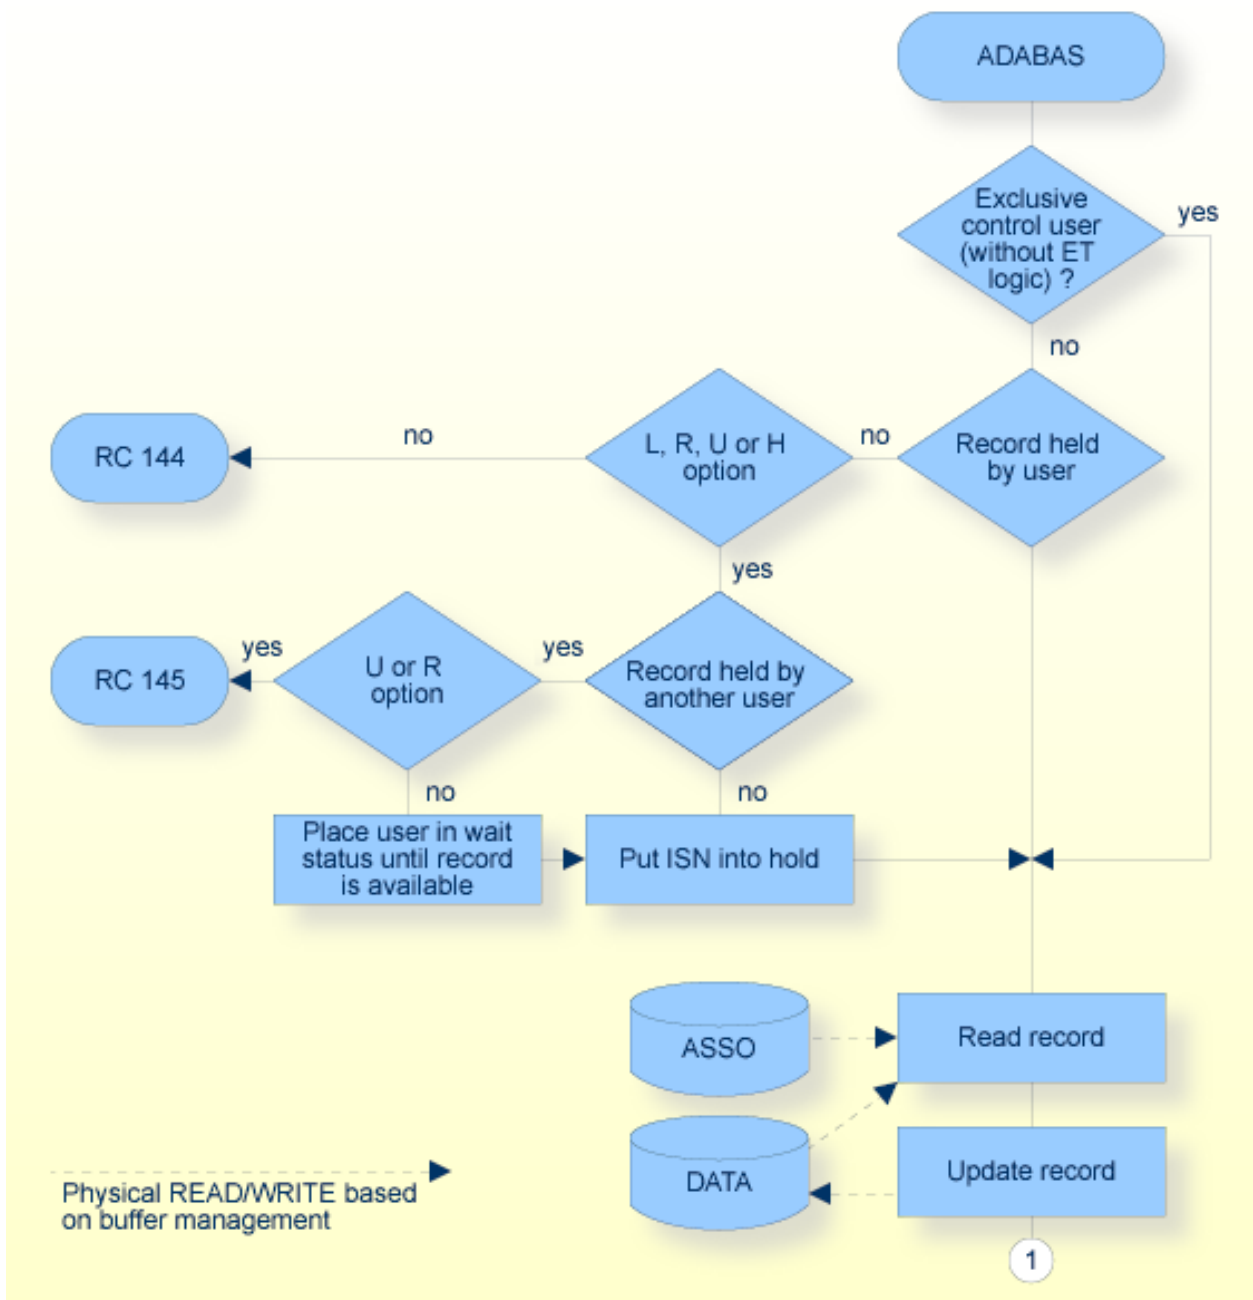 ADABAS
Exclusive
control user
(without ET
logic) ?
yes
no
Record held
by user
no
L, R, U or H
option
no
RC 144
yes
Record held by
another user
yes
U or R
option
yes
RC 145
no
no
Place user in wait
status until record
is available
Put ISN into hold
ASSO
Read record
DATA
Update record
Physical READ/WRITE based
on buffer management
1